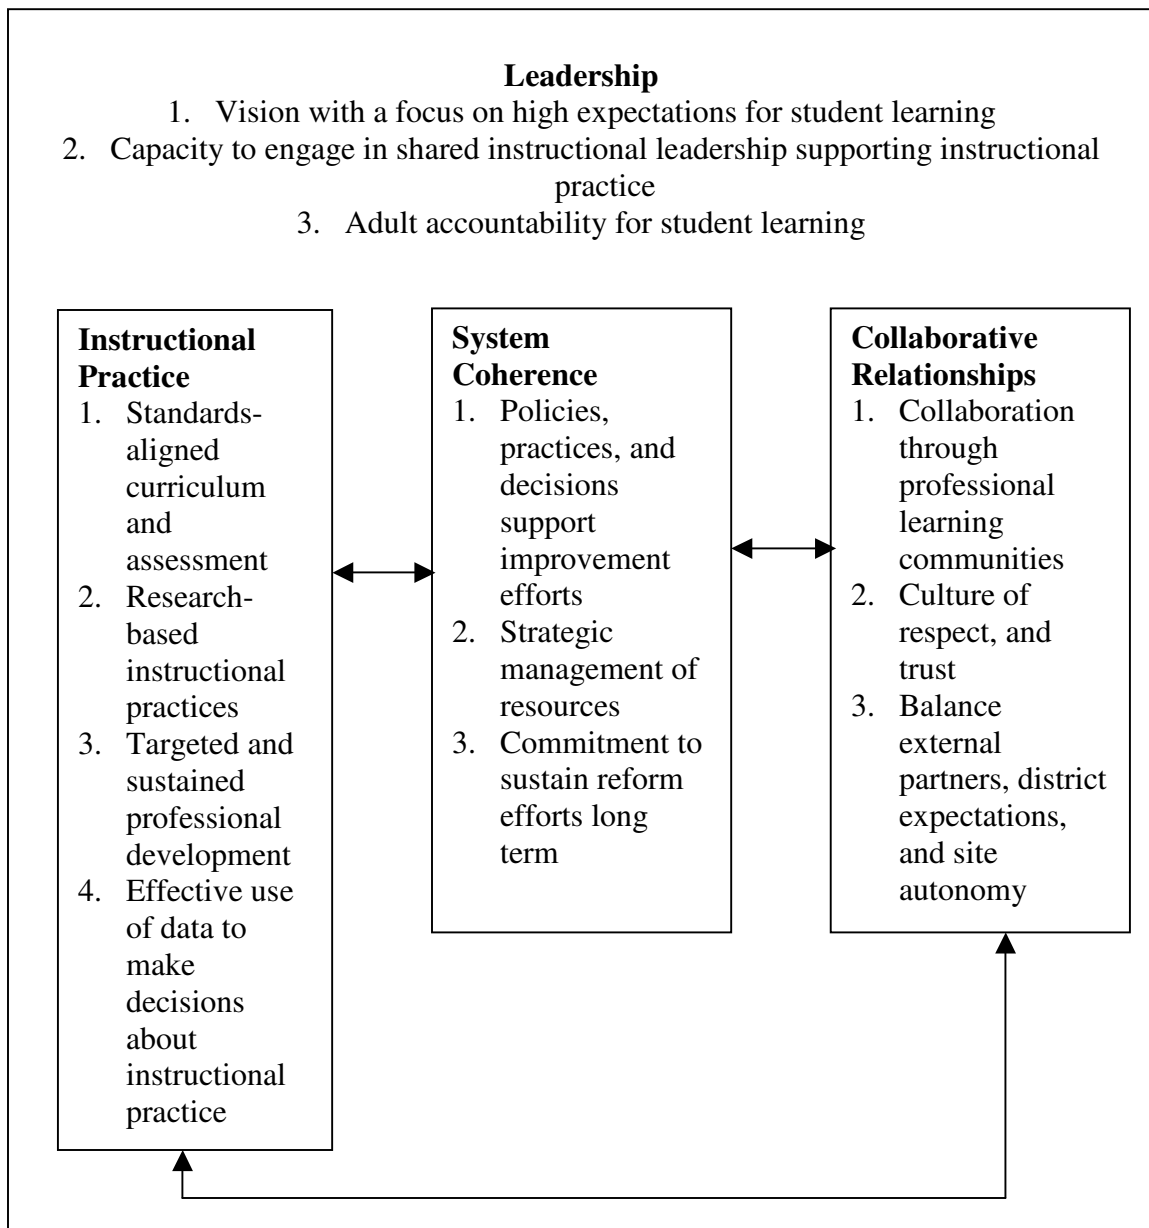 Leadership
1. Vision with a focus on high expectations for student learning
2. Capacity to engage in shared instructional leadership supporting instructional
practice
3. Adult accountability for student learning
Instructional
Practice
1. Standards-
aligned
curriculum
and
assessment
2. Research-
based
instructional
practices
3. Targeted and
sustained
professional
development
4. Effective use
of data to
make
decisions
about
instructional
practice
System
Coherence
1. Policies,
practices, and
decisions
support
improvement
efforts
2. Strategic
management of
resources
3. Commitment to
sustain reform
efforts long
term
Collaborative
Relationships
1. Collaboration
through
professional
learning
communities
2. Culture of
respect, and
trust
3. Balance
external
partners, district
expectations,
and site
autonomy